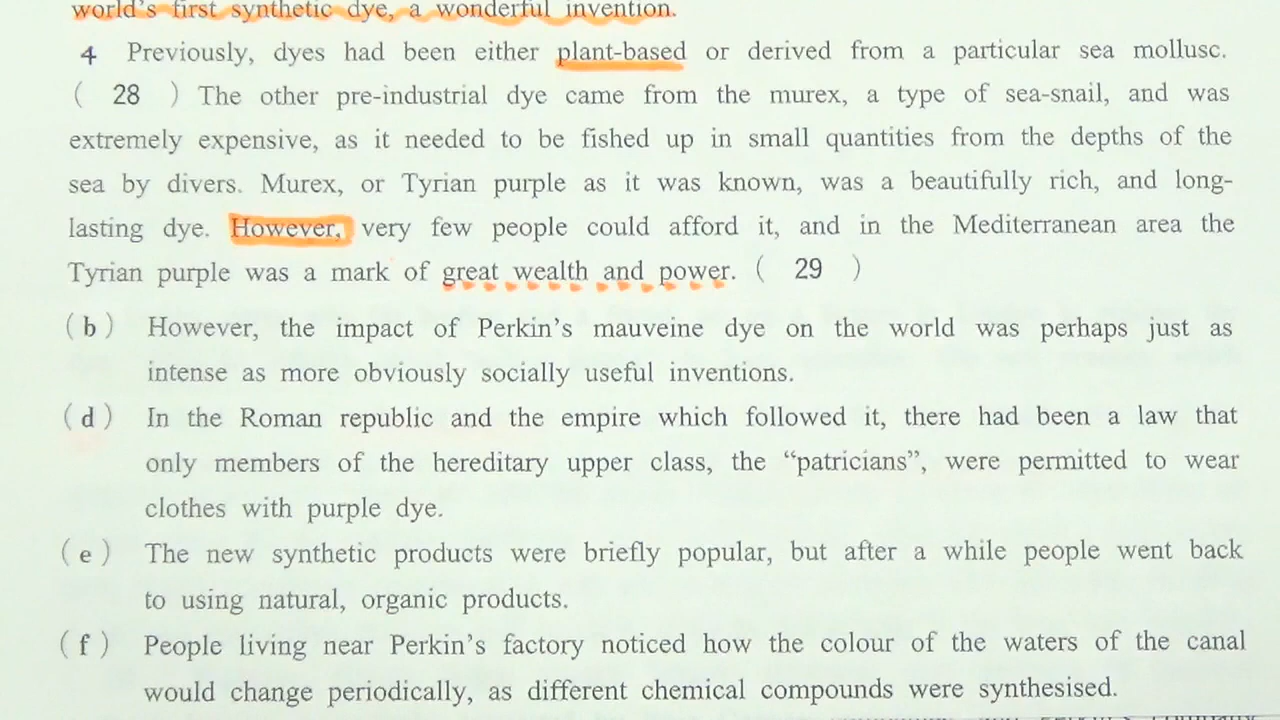 world's first synthetic dye, a wonderful invention.
4 Previously, dyes had been either plant-based or derived from a particular sea mollusc.
( 28 ) The other pre-industrial dye came from the murex, a type of sea-snail, and was
extremely expensive, as it needed to be fished up in small quantities from the depths of the
sea by divers. Murex, or Tyrian purple as it was known, was a beautifully rich, and long-
lasting dye. However, very few people could afford it, and in the Mediterranean area the
Tyrian purple was a mark of great wealth and power. ( 29 )
(b) However, the impact of Perkin's mauveine dye on the world was perhaps just as
intense as more obviously socially useful inventions.
(d) In the Roman republic and the empire which followed it, there had been a law that
only members of the hereditary upper class, the “patricians”, were permitted to wear
clothes with purple dye.
(e) The new synthetic products were briefly popular, but after a while people went back
to using natural, organic products.
(f) People living near Perkin's factory noticed how the colour of the waters of the canal
would change periodically, as different chemical compounds were synthesised.